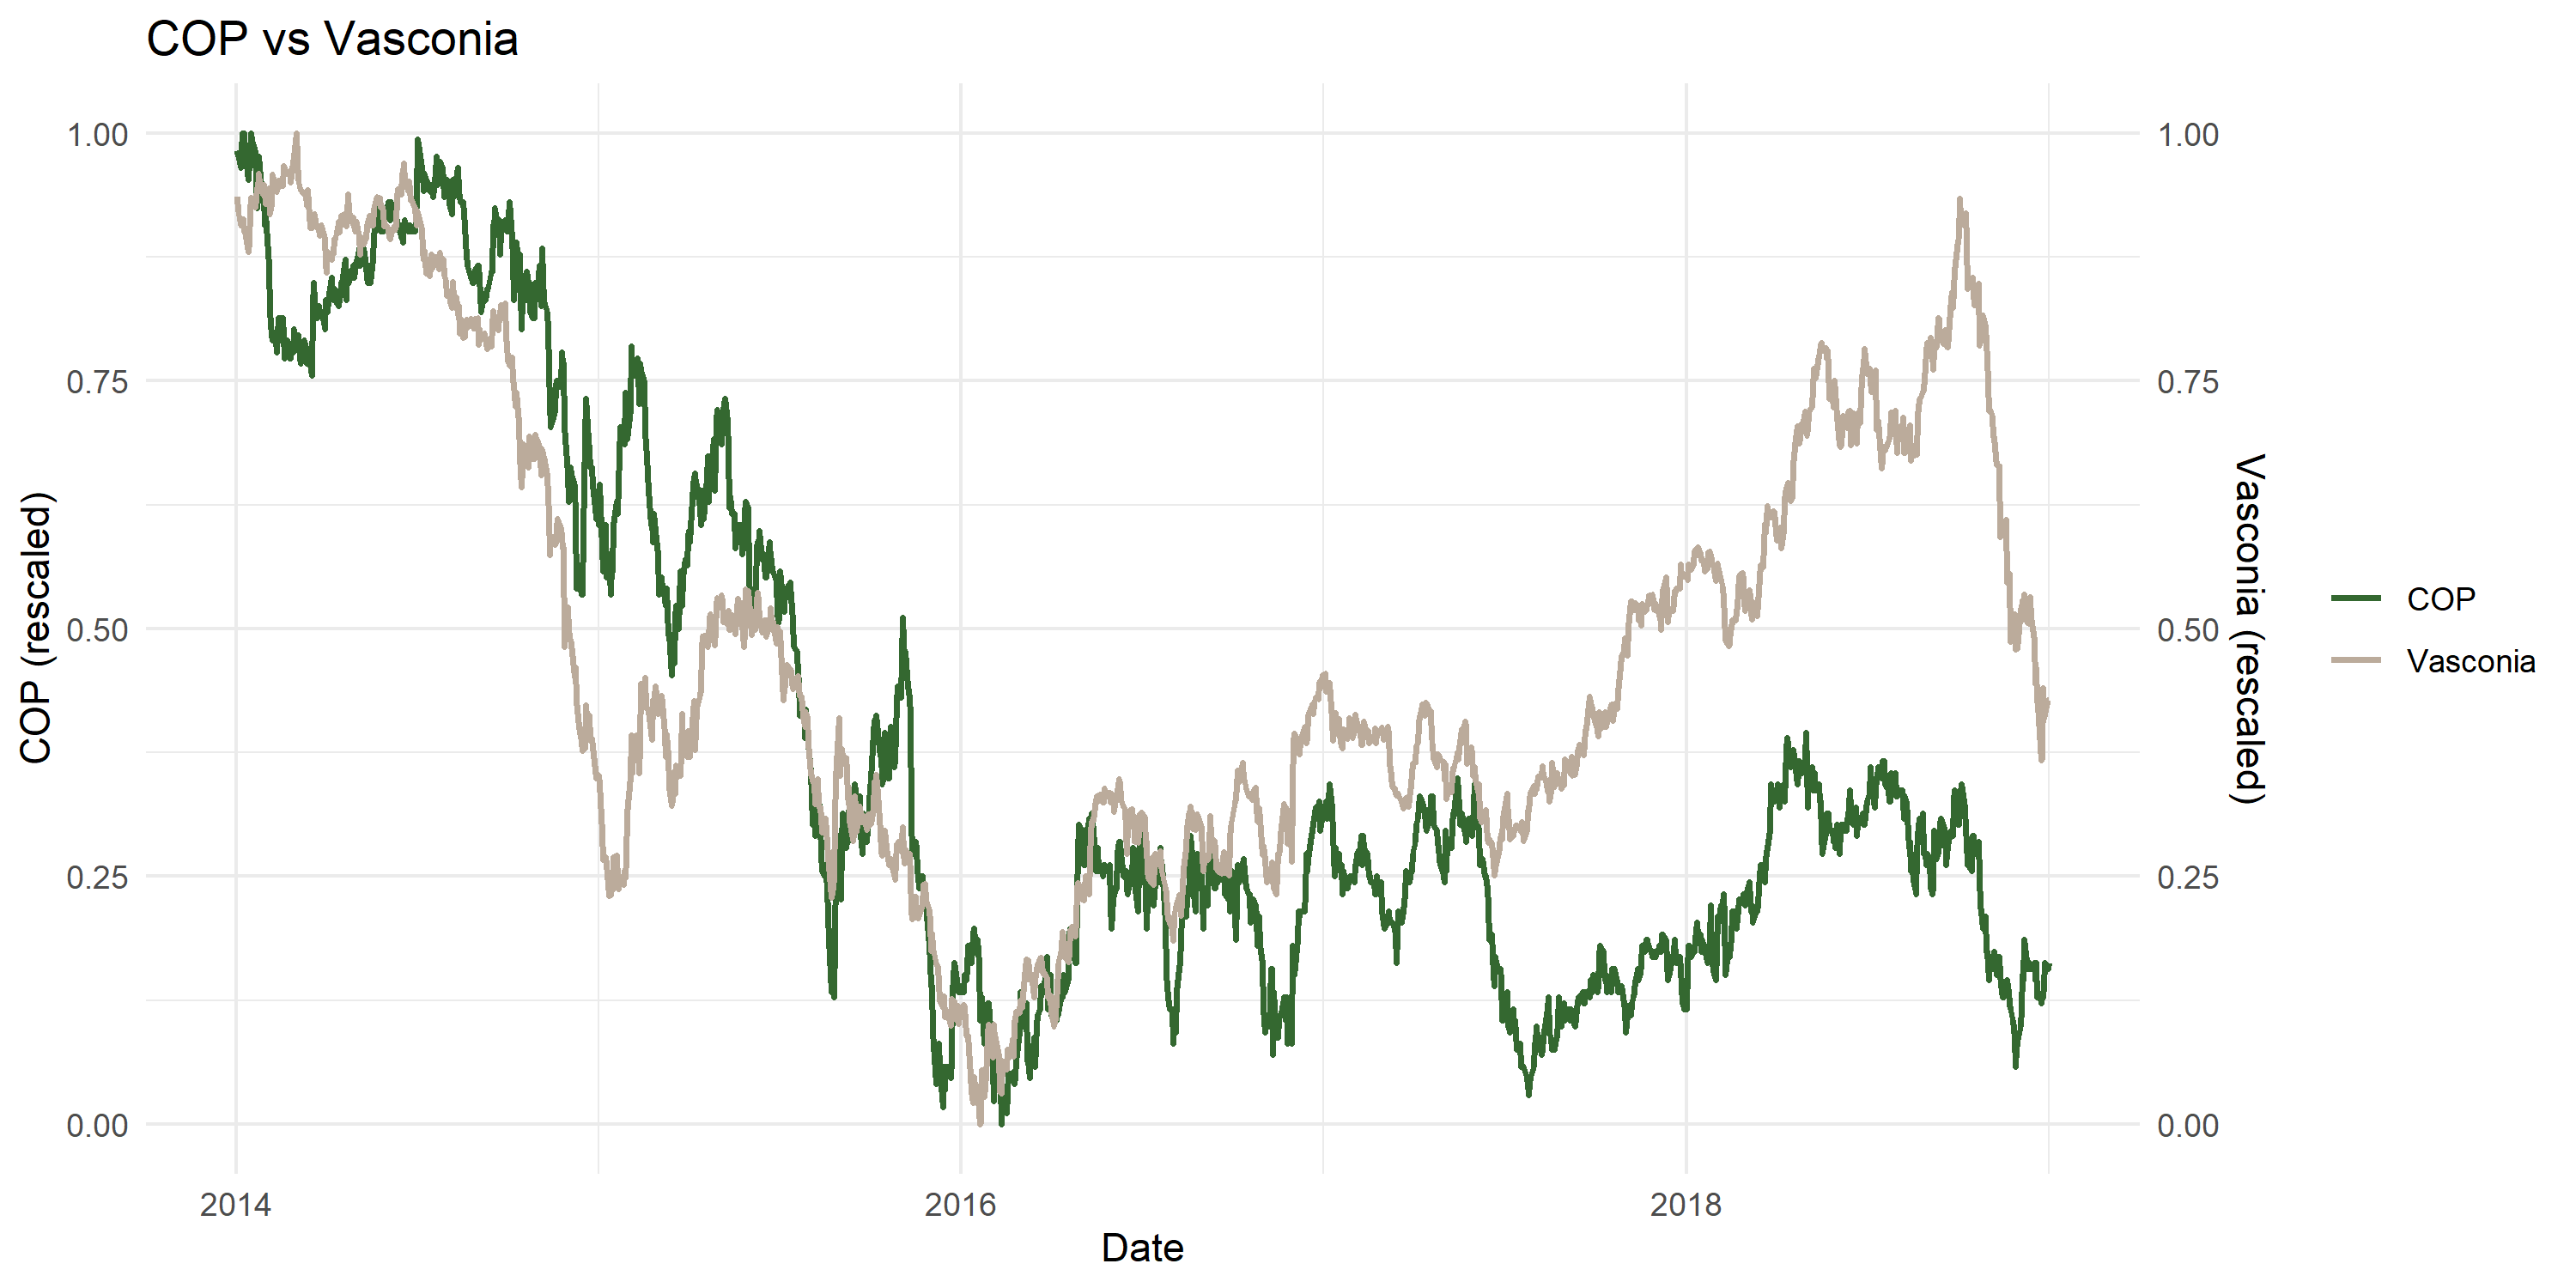 COP vs Vasconia
COP (rescaled)
1.00
0.75
0.50
0.25
0.00
1.00
0.75
0.50
0.25
0.00
Vasconia (rescaled)
2014
2016
2018
Date
COP
Vasconia